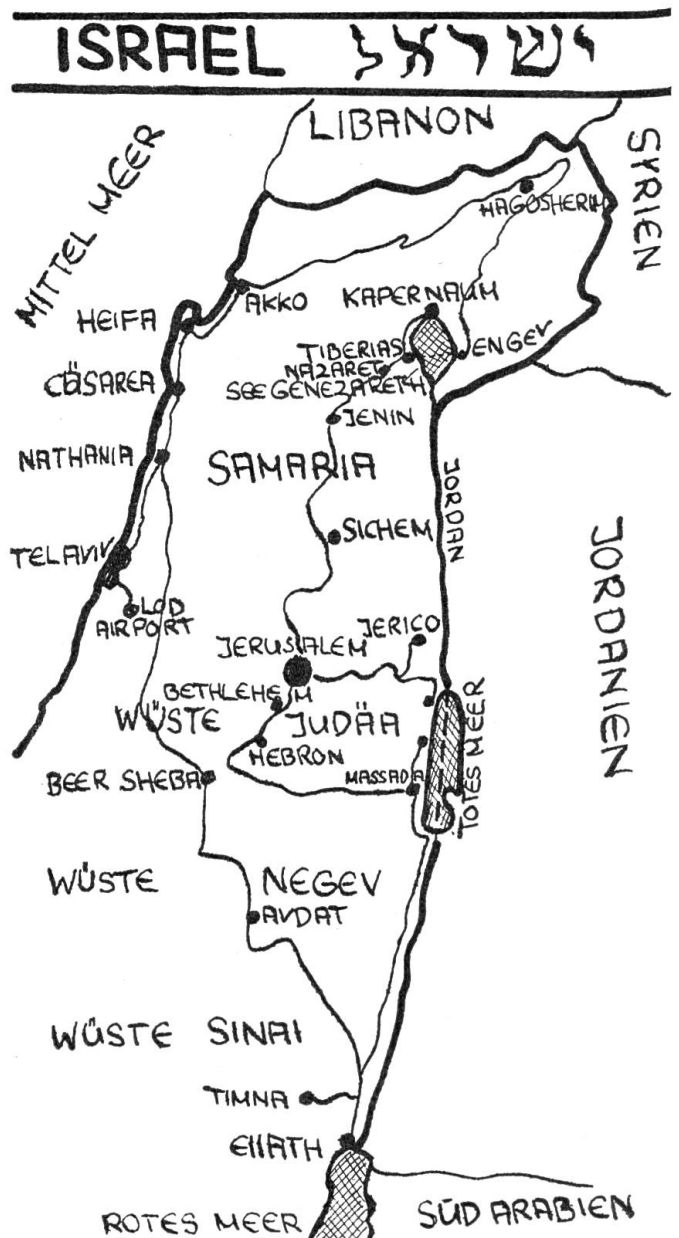 ISRAEL ישראל
LIBANON
SYRIEN
MITTEL MEER
HAGOSHERIM
AKKO
KAPERNAUM
HEIFA
TIBERIAS
ENGEV
NAZARET
CÄSAREA
SEE GENEZARETH
JENIN
NATHANIA
SAMARIA
JORDAN
SICHEM
TEL AVIV
JORDANIEN
LOD
AIRPORT
JERICO
JERUSALEM
BETHLEHEM
WÜSTE JUDÄA
HEBRON
TOTES MEER
BEER SHEBA
MASSADA
WÜSTE NEGEV
AVDAT
WÜSTE SINAI
TIMNA
EILATH
ROTES MEER
SÜD ARABIEN